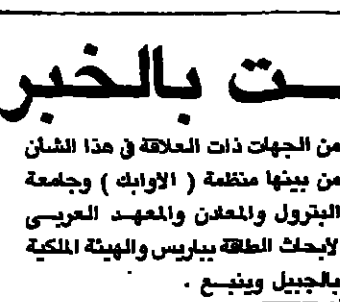 ـت بالخبر
من الجهات ذات العلاقة في هذا الشأن
من بينها منظمة ( الاوابك ) وجامعة
البترول والمعادن والمعهد العربى
لأبحاث الطاقة بباريس والهيئة الملكية
بالجبيل وينبع .